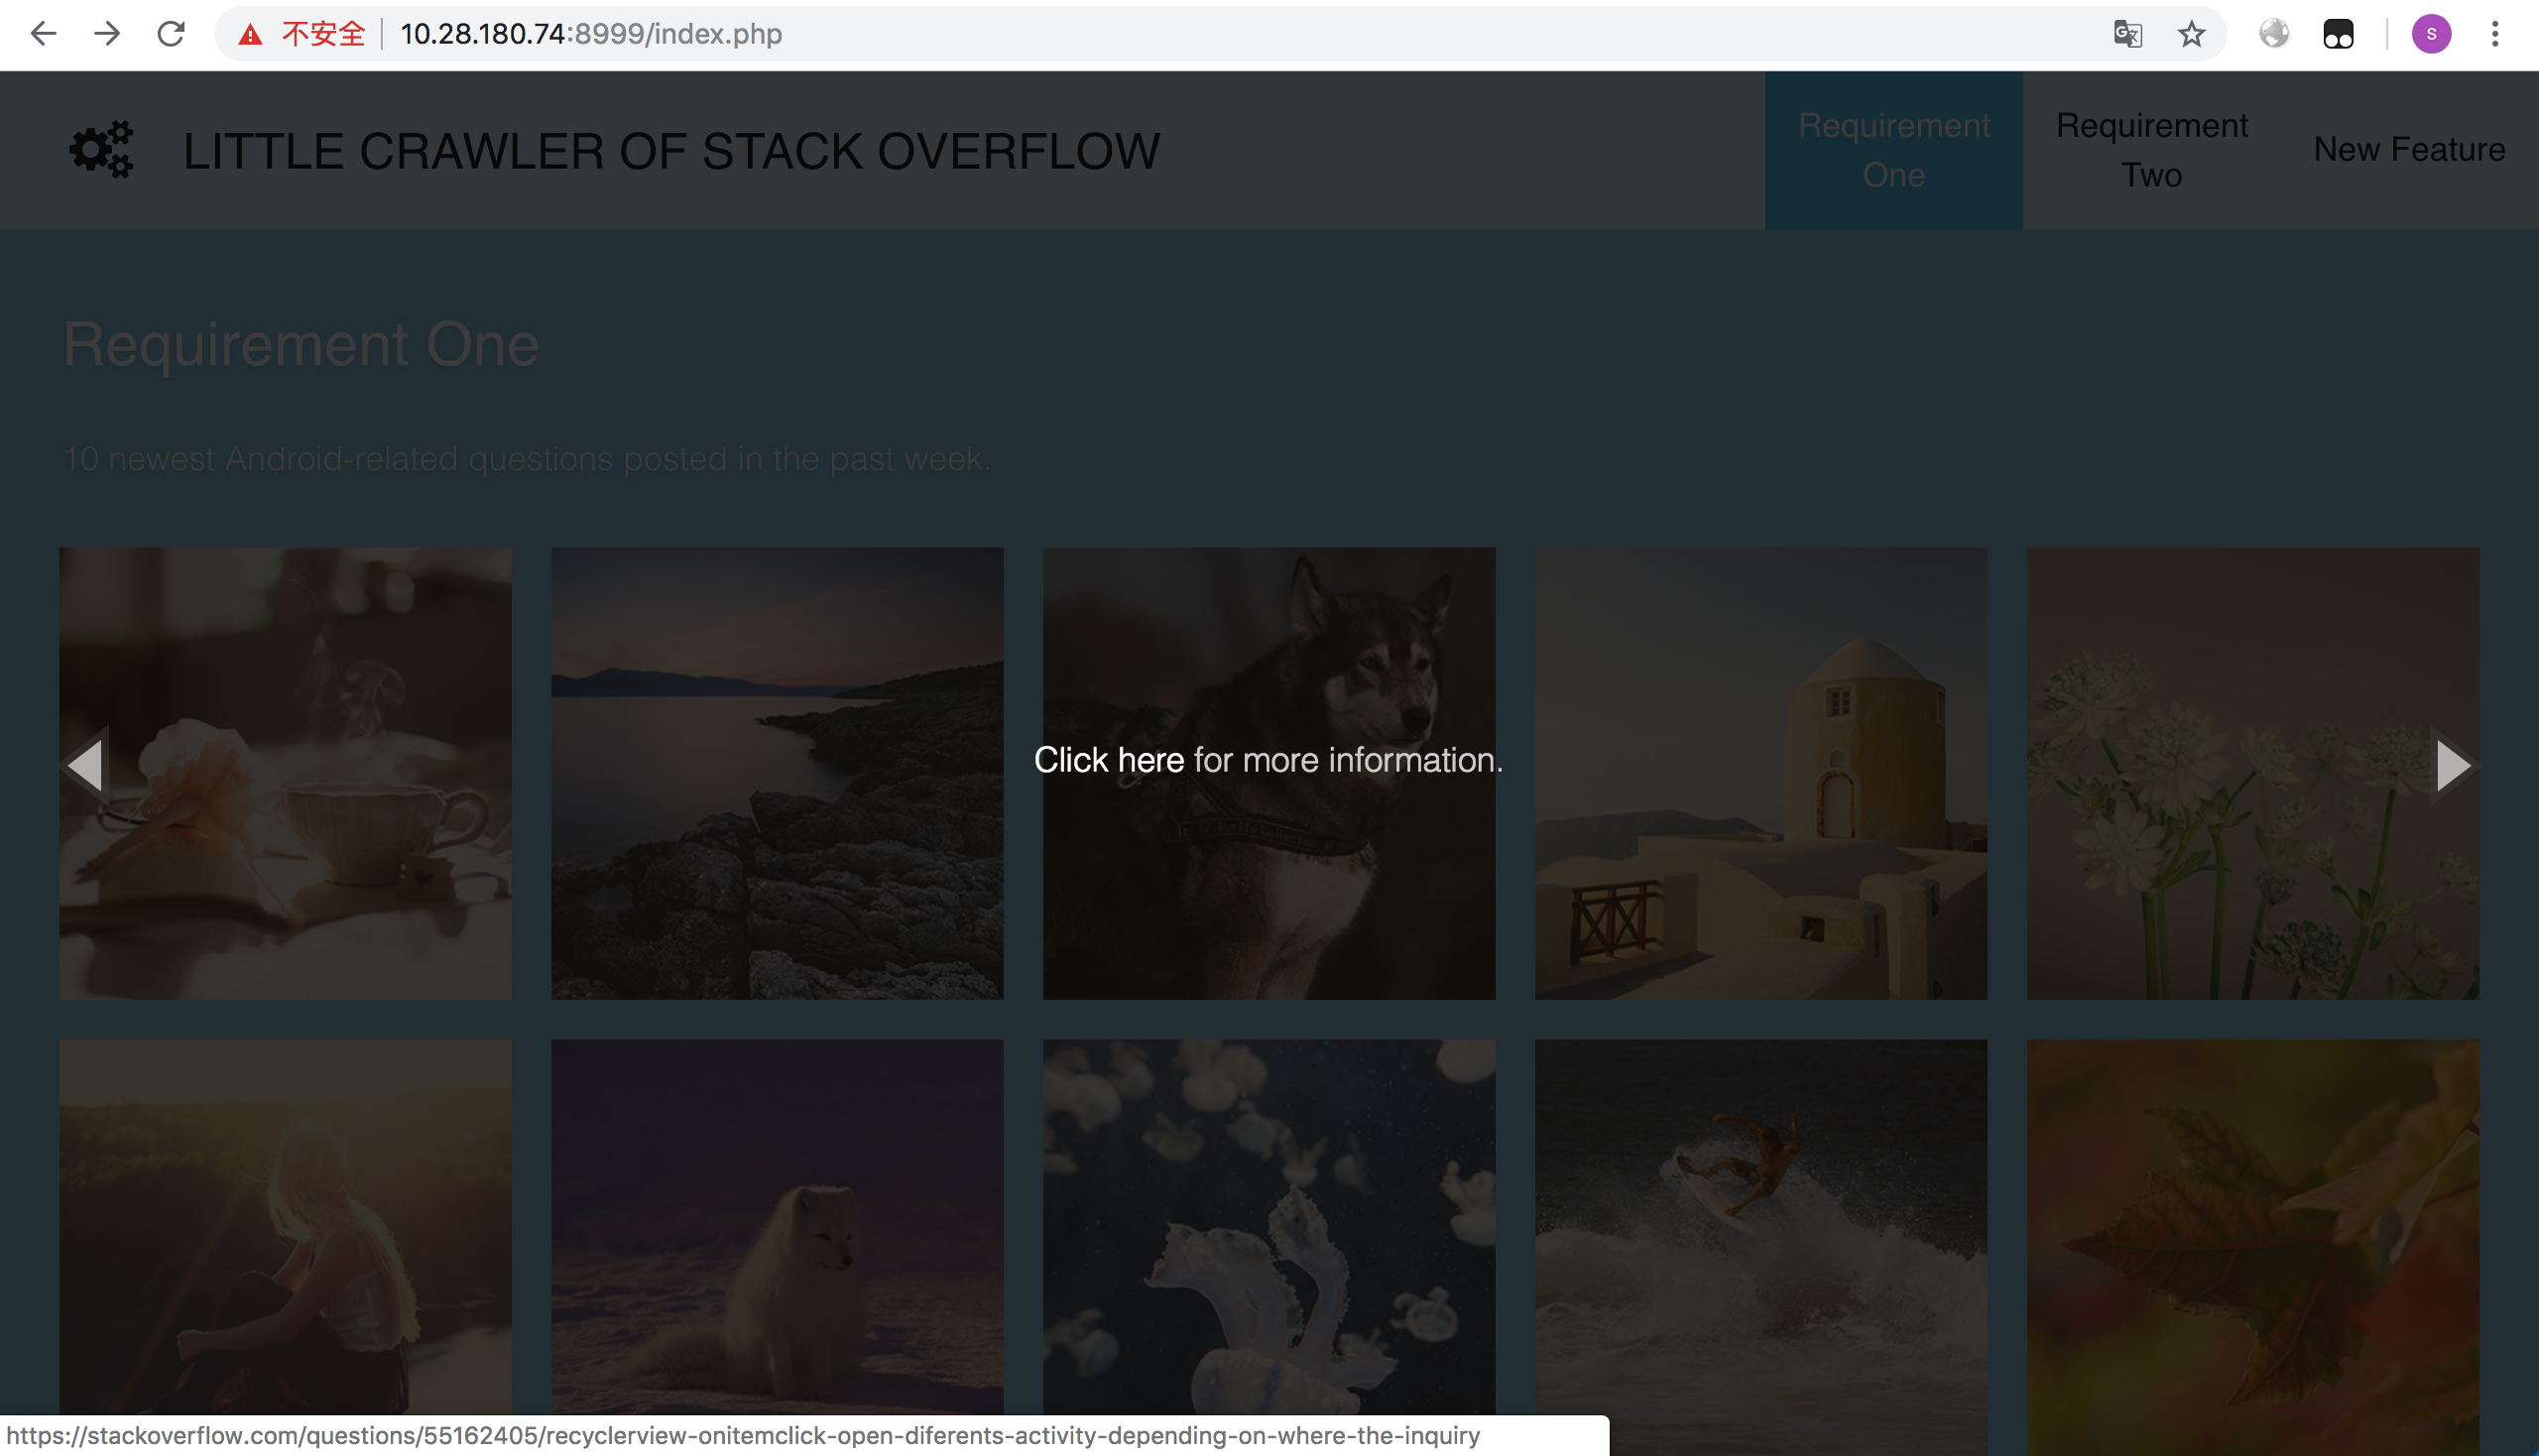 不安全 10.28.180.74:8999/index.php
S
LITTLE CRAWLER OF STACK OVERFLOW
Requirement
One
Requirement
Two
New Feature
Requirement One
10 newest Android-related questions posted in the past week.
Click here for more information.
https://stackoverflow.com/questions/55162405/recyclerview-onitemclick-open-diferents-activity-depending-on-where-the-inquiry